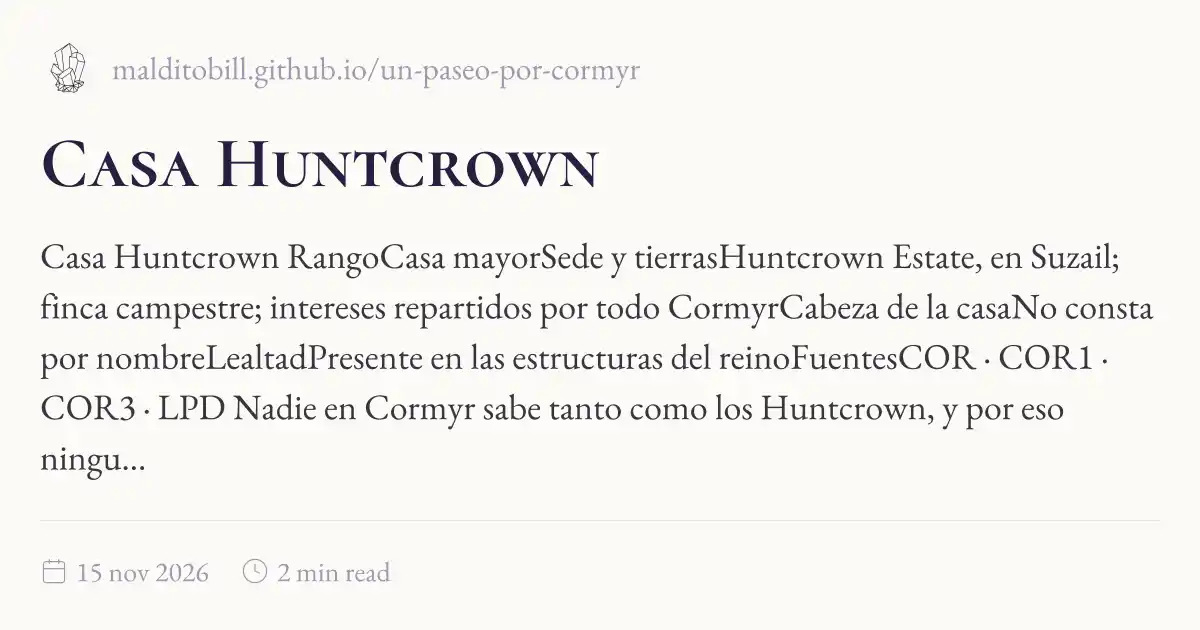 malditobill.github.io/un-paseo-por-cormyr
Casa Huntcrown
Casa Huntcrown RangoCasa mayorSede y tierrasHuntcrown Estate, en Suzail;
finca campestre; intereses repartidos por todo CormyrCabeza de la casaNo consta
por nombreLealtadPresente en las estructuras del reinoFuentesCOR · COR1 ·
COR3 · LPD Nadie en Cormyr sabe tanto como los Huntcrown, y por eso
ningu...
15 nov 2026 2 min read